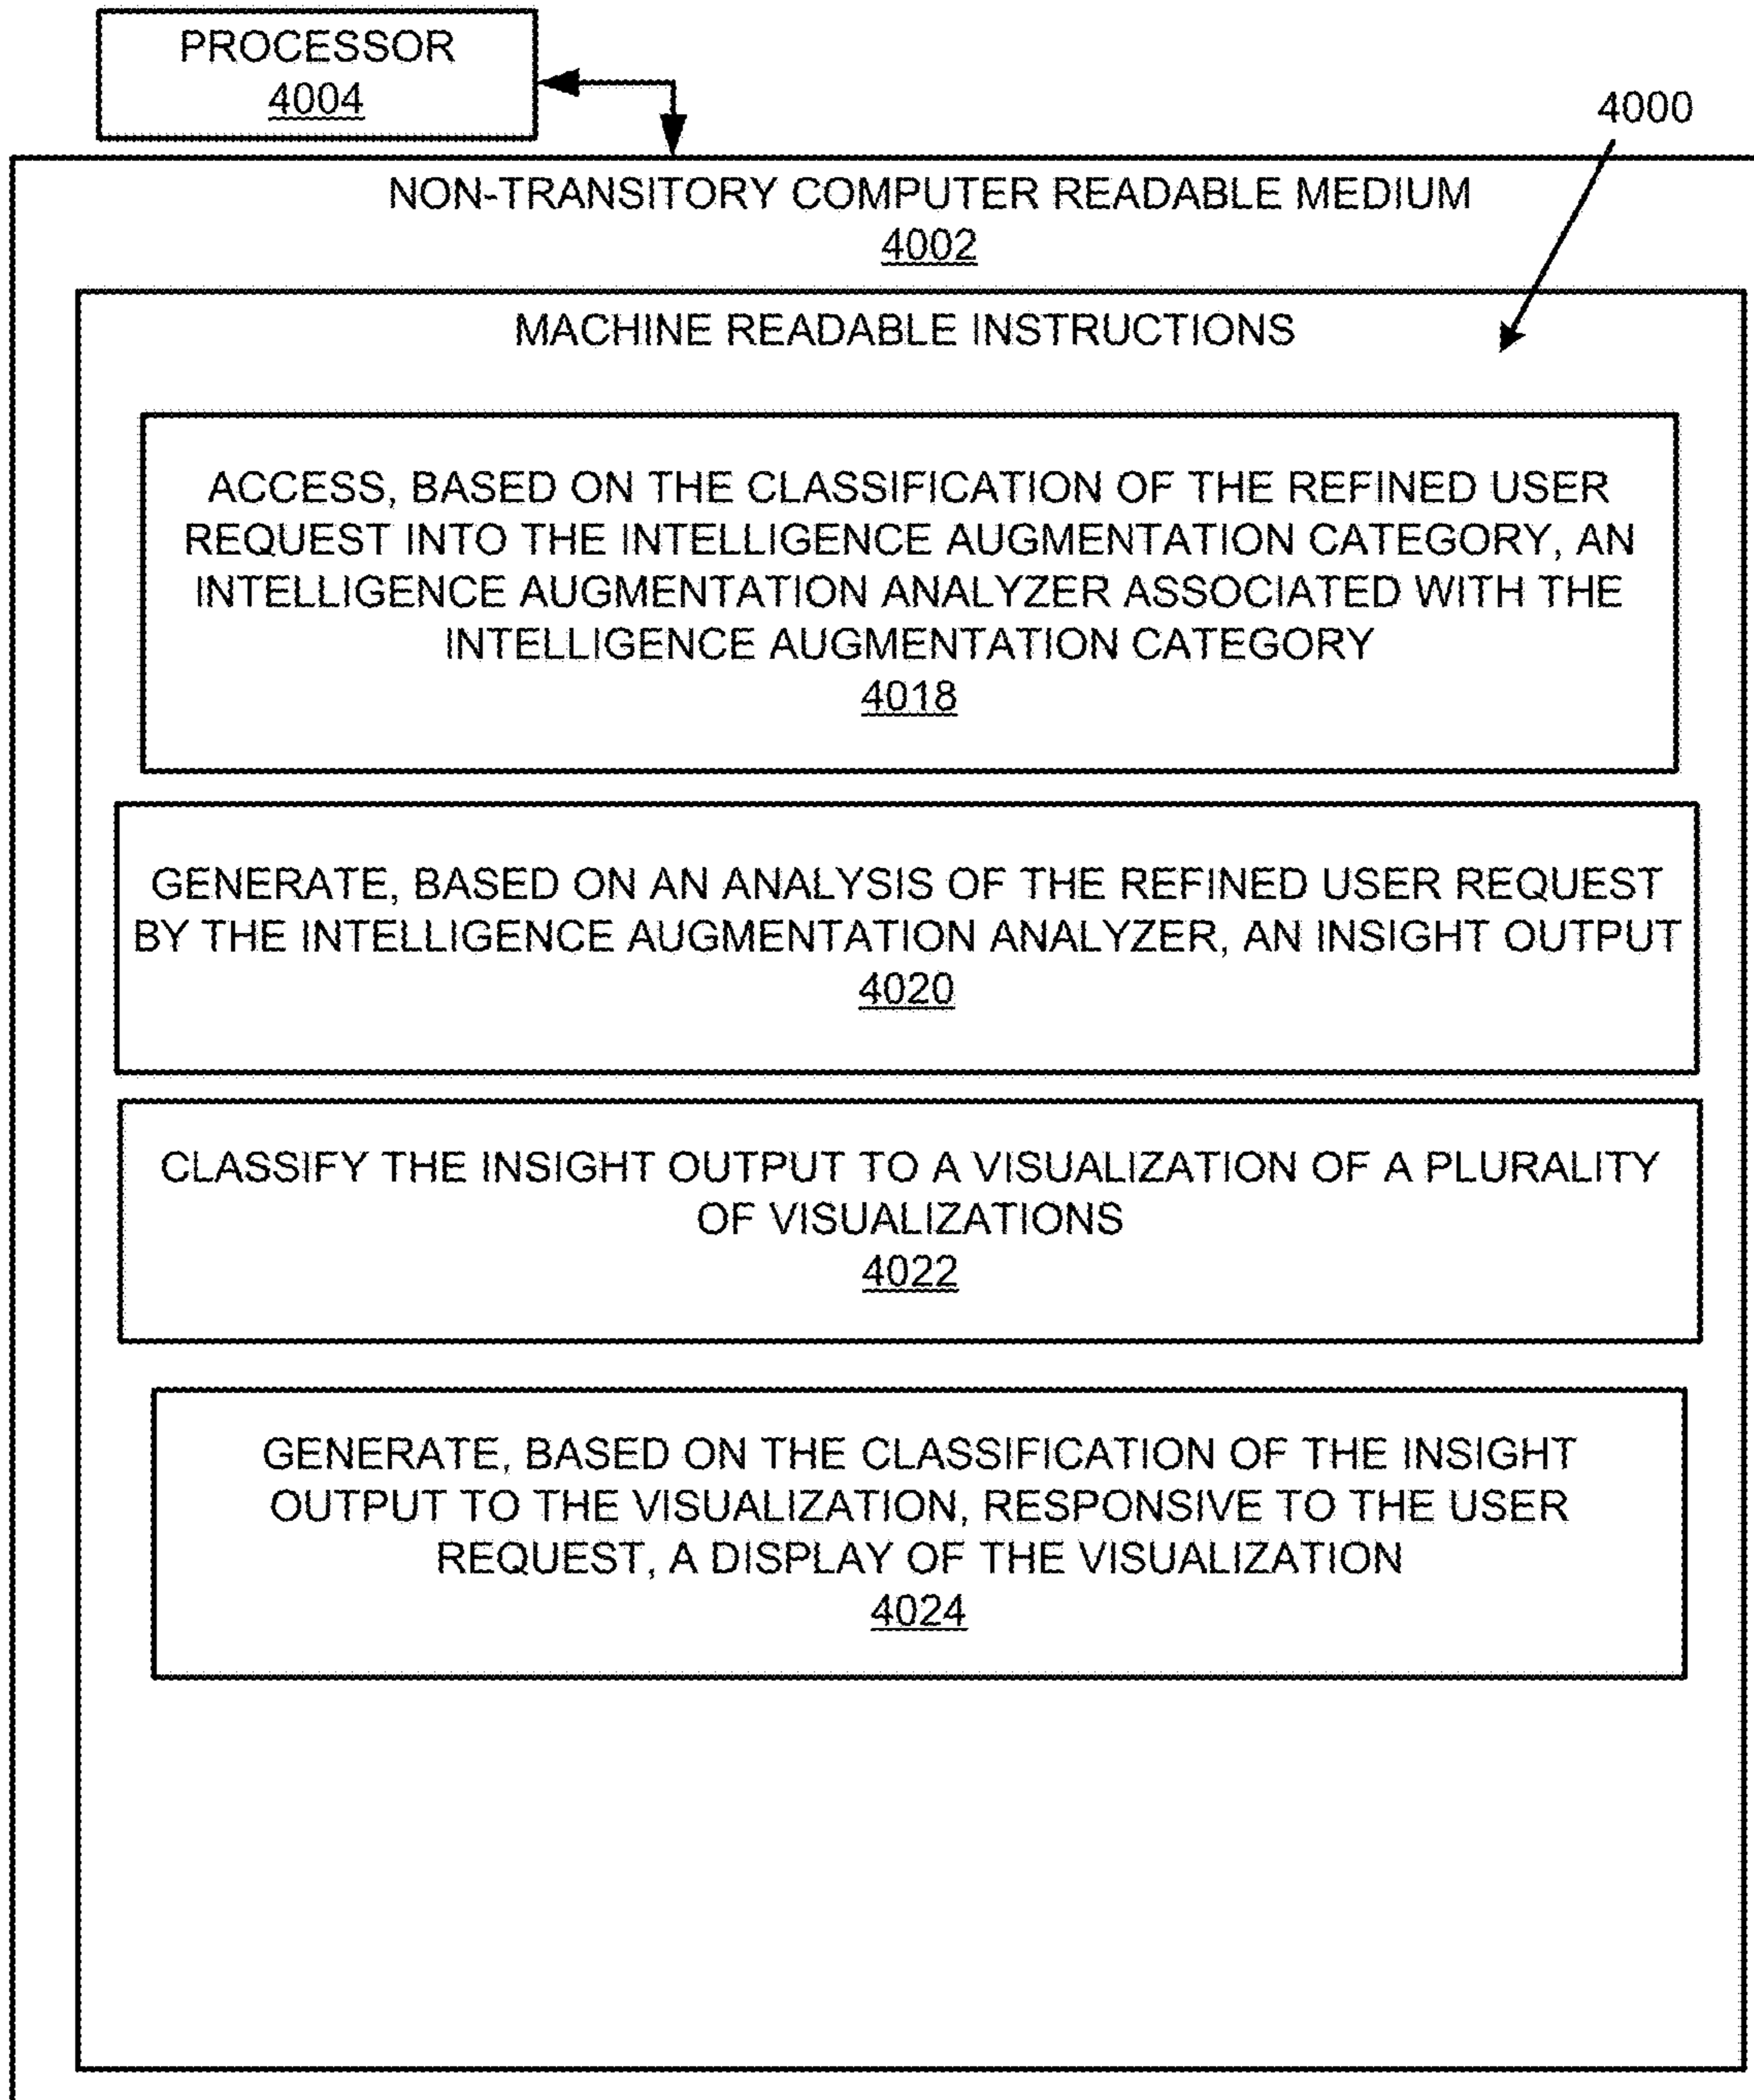 PROCESSOR
4004
4000
NON-TRANSITORY COMPUTER READABLE MEDIUM
4002
MACHINE READABLE INSTRUCTIONS
ACCESS, BASED ON THE CLASSIFICATION OF THE REFINED USER
REQUEST INTO THE INTELLIGENCE AUGMENTATION CATEGORY, AN
INTELLIGENCE AUGMENTATION ANALYZER ASSOCIATED WITH THE
INTELLIGENCE AUGMENTATION CATEGORY
4018
GENERATE, BASED ON AN ANALYSIS OF THE REFINED USER REQUEST
BY THE INTELLIGENCE AUGMENTATION ANALYZER, AN INSIGHT OUTPUT
4020
CLASSIFY THE INSIGHT OUTPUT TO A VISUALIZATION OF A PLURALITY
OF VISUALIZATIONS
4022
GENERATE, BASED ON THE CLASSIFICATION OF THE INSIGHT
OUTPUT TO THE VISUALIZATION, RESPONSIVE TO THE USER
REQUEST, A DISPLAY OF THE VISUALIZATION
4024